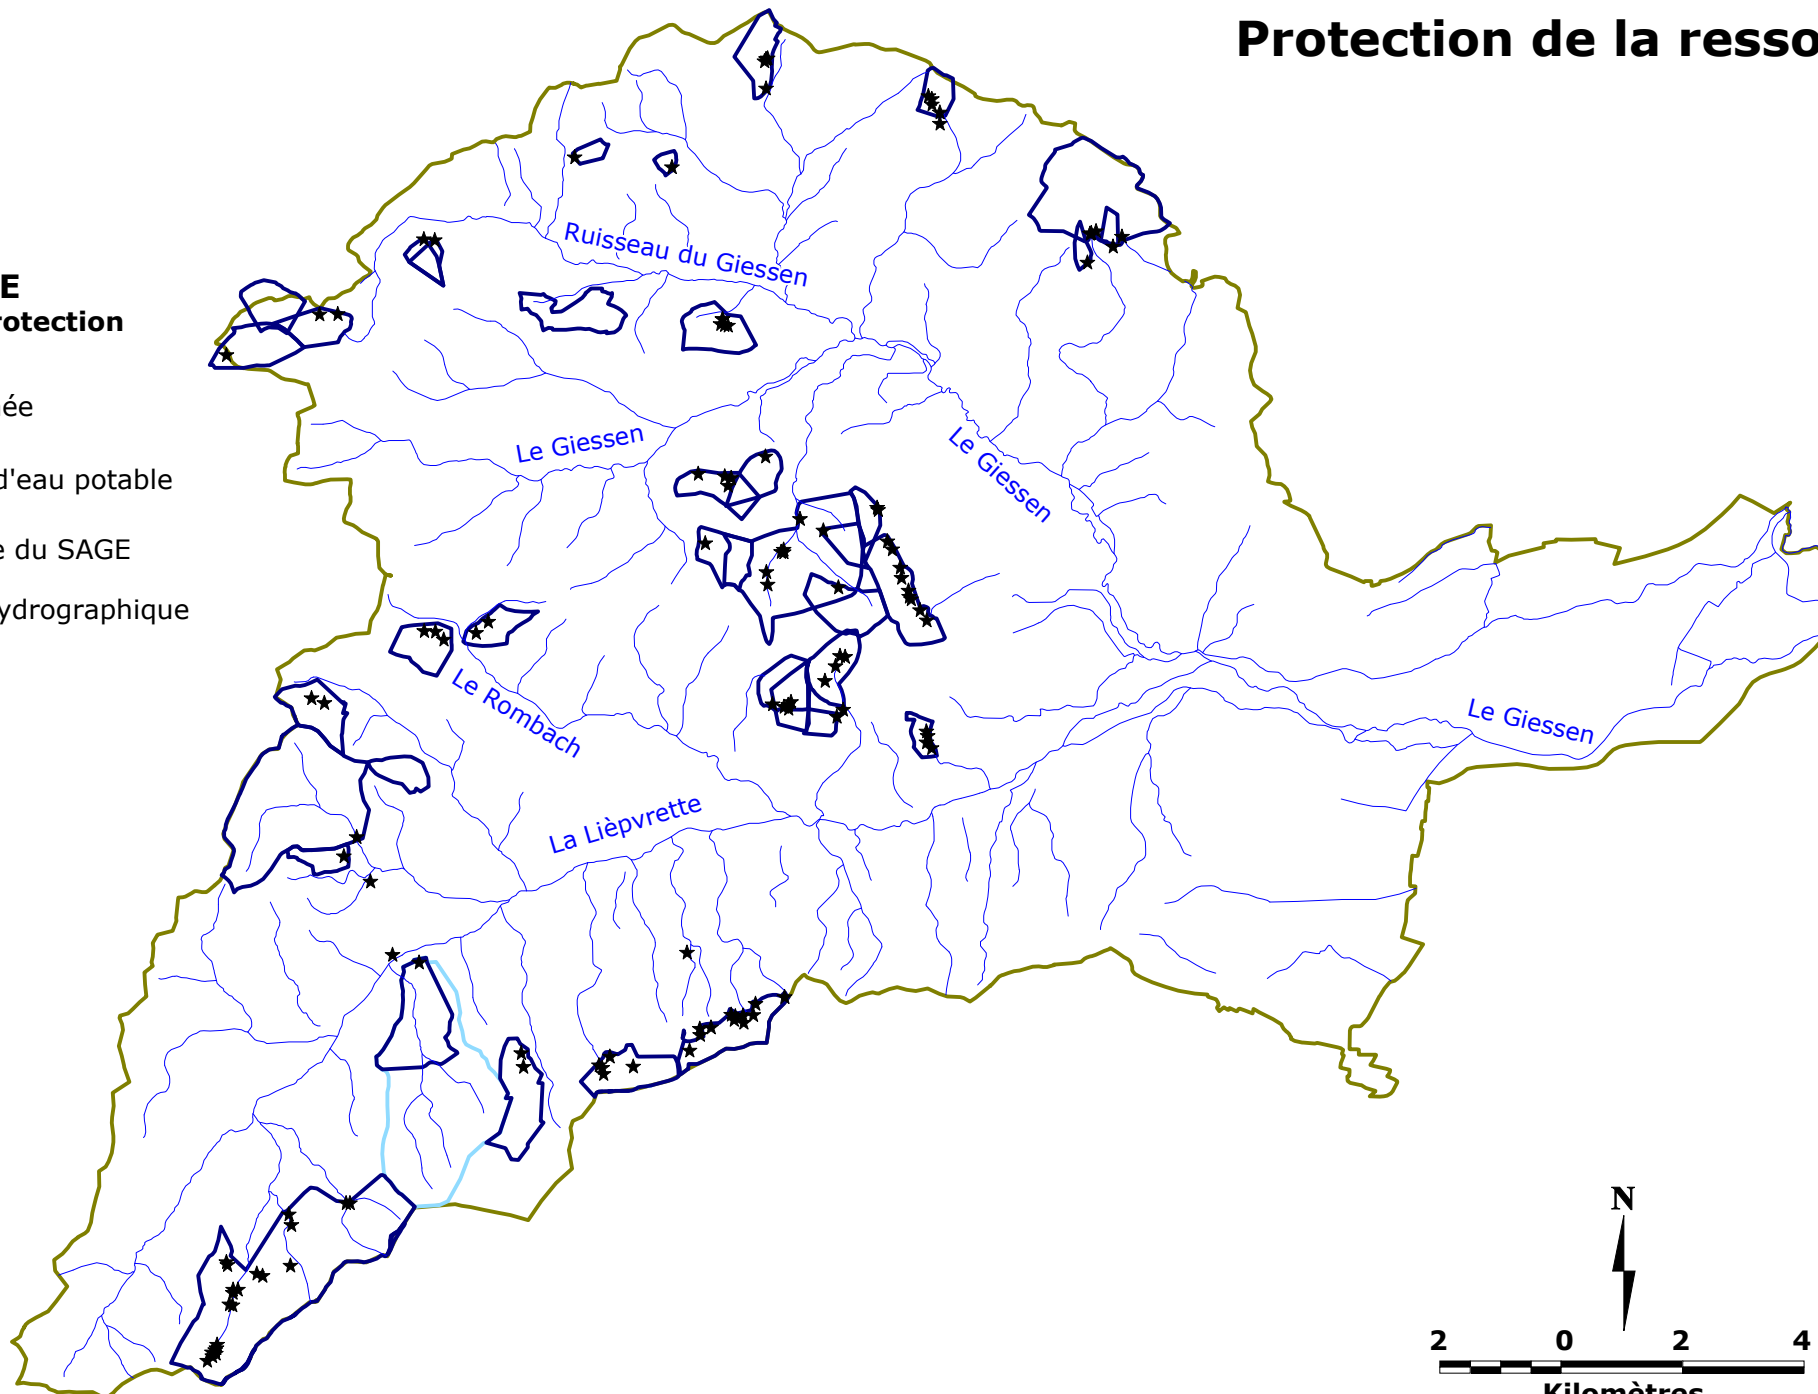 Protection de la resso
E
rotection
ée
d'eau potable
e du SAGE
ydrographique
Ruisseau du Giessen
Le Giessen
Le Giessen
Le Rombach
Le Giessen
La Lièpvrette
N
2 0 2 4
Kilomètres